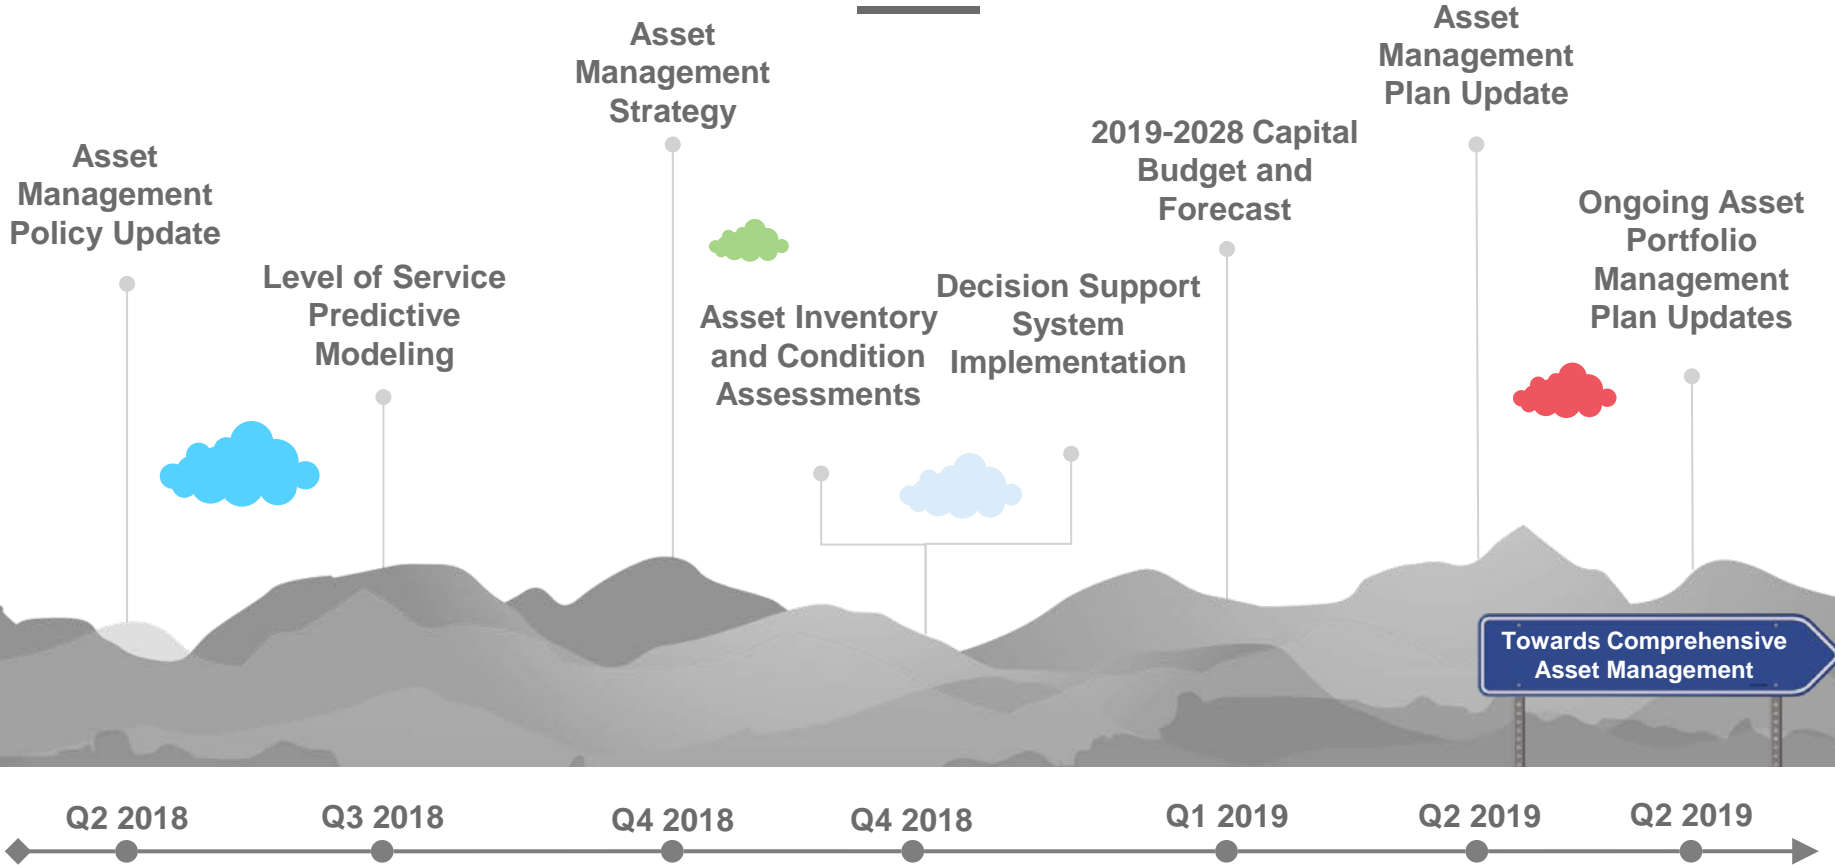 Asset
Management
Policy Update
Level of Service
Predictive
Modeling
Asset
Management
Strategy
Asset Inventory
and Condition
Assessments
Decision Support
System
Implementation
2019-2028 Capital
Budget and
Forecast
Asset
Management
Plan Update
Ongoing Asset
Portfolio
Management
Plan Updates
Towards Comprehensive
Asset Management
Q2 2018
Q3 2018
Q4 2018
Q4 2018
Q1 2019
Q2 2019
Q2 2019